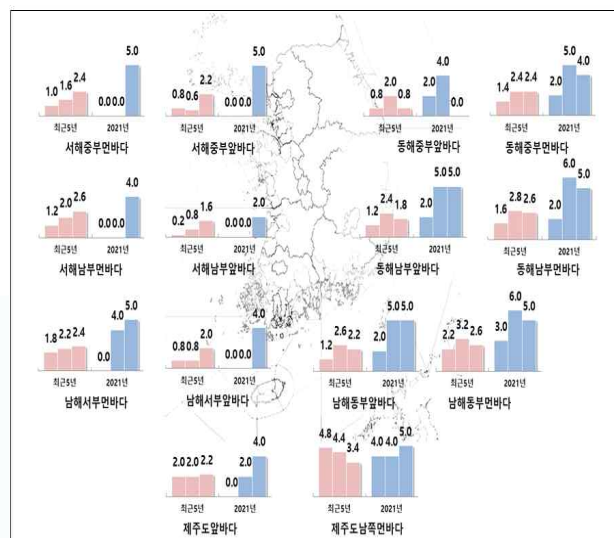 1.0 1.6 2.4 0.0 0.0 5.0
최근5년 2021년
서해중부먼바다
0.8 0.6 2.2 0.0 0.0 5.0
최근5년 2021년
서해중부앞바다
0.8 2.0 0.8 2.0 4.0 0.0
최근5년 2021년
동해중부앞바다
1.4 2.4 2.4 2.0 5.0 4.0
최근5년 2021년
동해중부먼바다
1.2 2.0 2.6 0.0 0.0 4.0
최근5년 2021년
서해남부먼바다
0.2 0.8 1.6 0.0 0.0 2.0
최근5년 2021년
서해남부앞바다
1.2 2.4 1.8 2.0 5.0 5.0
최근5년 2021년
동해남부앞바다
1.6 2.8 2.6 2.0 6.0 5.0
최근5년 2021년
동해남부먼바다
1.8 2.2 2.4 0.0 4.0 5.0
최근5년 2021년
남해서부먼바다
0.8 0.8 2.0 0.0 0.0 4.0
최근5년 2021년
남해서부앞바다
1.2 2.6 2.2 2.0 5.0 5.0
최근5년 2021년
남해동부앞바다
2.2 3.2 2.6 3.0 6.0 5.0
최근5년 2021년
남해동부먼바다
2.0 2.0 2.2 0.0 2.0 4.0
최근5년 2021년
제주도앞바다
4.8 4.4 3.4 4.0 4.0 5.0
최근5년 2021년
제주도남쪽먼바다